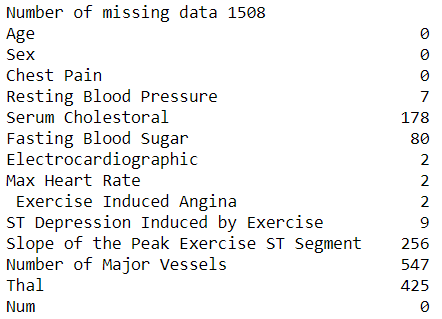 Number of missing data 1508
Age 0
Sex 0
Chest Pain 0
Resting Blood Pressure 7
Serum Cholestoral 178
Fasting Blood Sugar 80
Electrocardiographic 2
Max Heart Rate 2
Exercise Induced Angina 2
ST Depression Induced by Exercise 9
Slope of the Peak Exercise ST Segment 256
Number of Major Vessels 547
Thal 425
Num 0